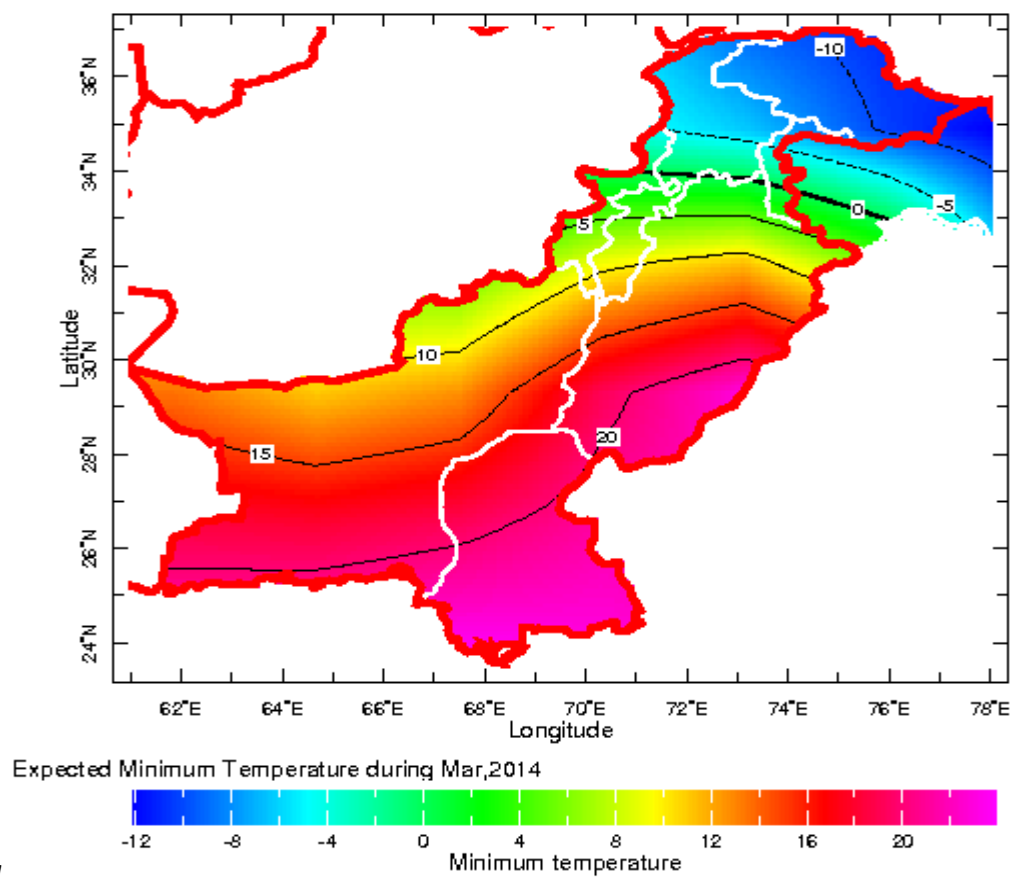 -10
36°N
34°N
-5
0
5
32°N
Latitude
30°N
10
20
28°N
15
26°N
24°N
62°E 64°E 66°E 68°E 70°E 72°E 74°E 76°E 78°E
Longitude
Expected Minimum Temperature during Mar,2014
-12 -8 -4 0 4 8 12 16 20
Minimum temperature